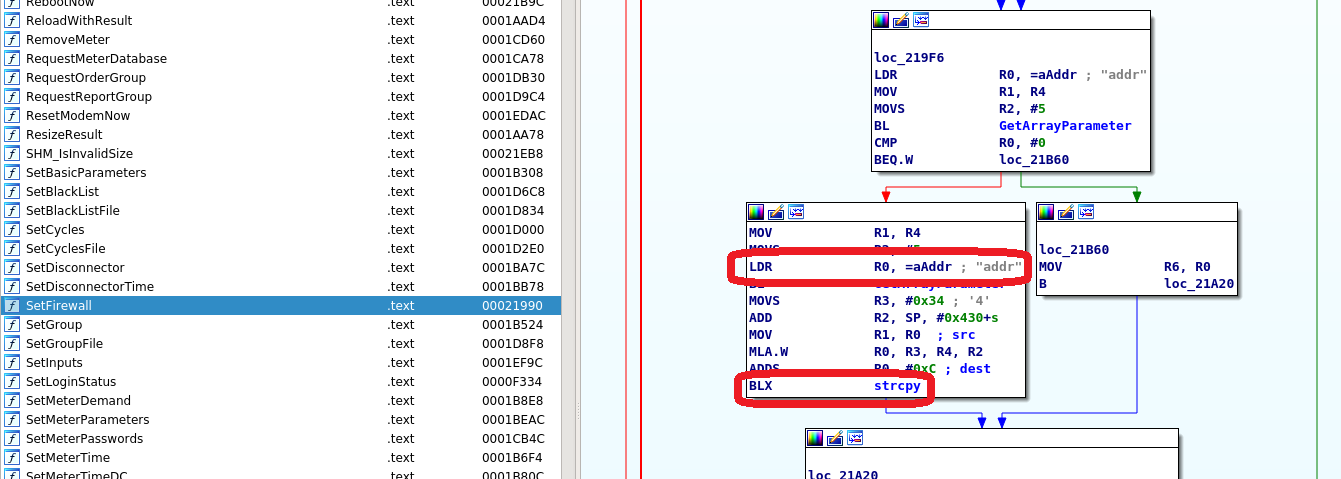 RebootNow .text 00021B9C
ReloadWithResult .text 0001AAD4
RemoveMeter .text 0001CD60
RequestMeterDatabase .text 0001CA78
RequestOrderGroup .text 0001DB30
RequestReportGroup .text 0001D9C4
ResetModemNow .text 0001EDAC
ResizeResult .text 0001AA78
SHM_IsInvalidSize .text 00021EB8
SetBasicParameters .text 0001B308
SetBlackList .text 0001D6C8
SetBlackListFile .text 0001D834
SetCycles .text 0001D000
SetCyclesFile .text 0001D2E0
SetDisconnector .text 0001BA7C
SetDisconnectorTime .text 0001BB78
SetFirewall .text 00021990
SetGroup .text 0001B524
SetGroupFile .text 0001D8F8
SetInputs .text 0001EF9C
SetLoginStatus .text 0000F334
SetMeterDemand .text 0001B8E8
SetMeterParameters .text 0001BEAC
SetMeterPasswords .text 0001CB4C
SetMeterTime .text 0001B6F4
SetMeterTimeDC .text 0001B80C
loc_219F6
LDR R0, =aAddr ; "addr"
MOV R1, R4
MOVS R2, #5
BL GetArrayParameter
CMP R0, #0
BEQ.W loc_21B60
MOV R1, R4
LDR R0, =aAddr ; "addr"
MOVS R3, #0x34 ; '4'
ADD R2, SP, #0x430+s
MOV R1, R0 ; src
MLA.W R0, R3, R4, R2
ADDS R0, #0xC ; dest
BLX strcpy
loc_21B60
MOV R6, R0
B loc_21A20
loc_21A20